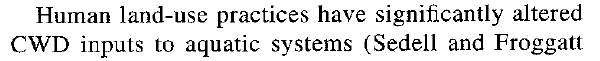 Human land-use practices have significantly altered
CWD inputs to aquatic systems (Sedell and Froggatt